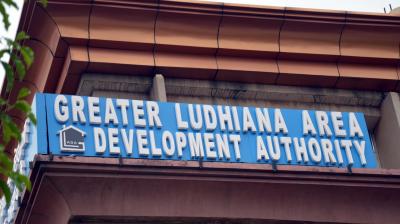 GREATER LUDHIANA AREA
DEVELOPMENT AUTHORITY